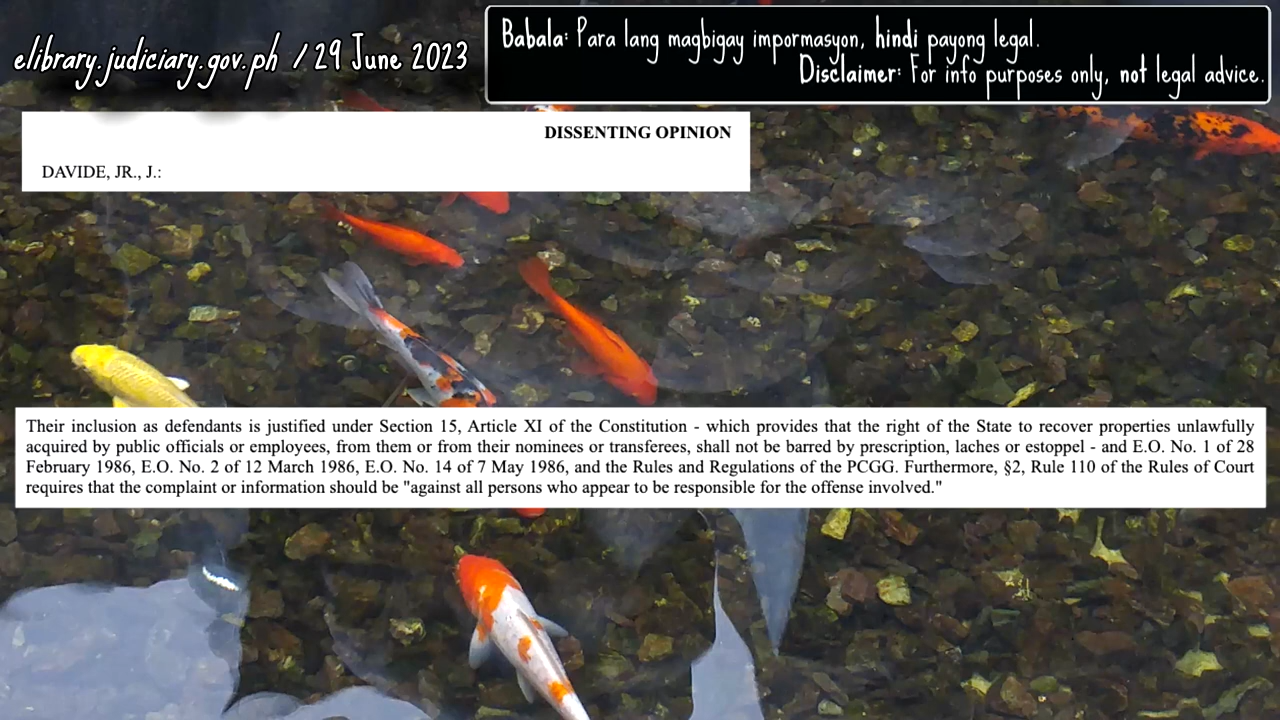 elibrary.judiciary.gov.ph / 29 June 2023
Babala: Para lang magbigay impormasyon, hindi payong legal.
Disclaimer: For info purposes only, not legal advice.
DISSENTING OPINION
DAVIDE, JR., J.:
Their inclusion as defendants is justified under Section 15, Article XI of the Constitution - which provides that the right of the State to recover properties unlawfully
acquired by public officials or employees, from them or from their nominees or transferees, shall not be barred by prescription, laches or estoppel - and E.O. No. 1 of 28
February 1986, E.O. No. 2 of 12 March 1986, E.O. No. 14 of 7 May 1986, and the Rules and Regulations of the PCGG. Furthermore, §2, Rule 110 of the Rules of Court
requires that the complaint or information should be "against all persons who appear to be responsible for the offense involved."